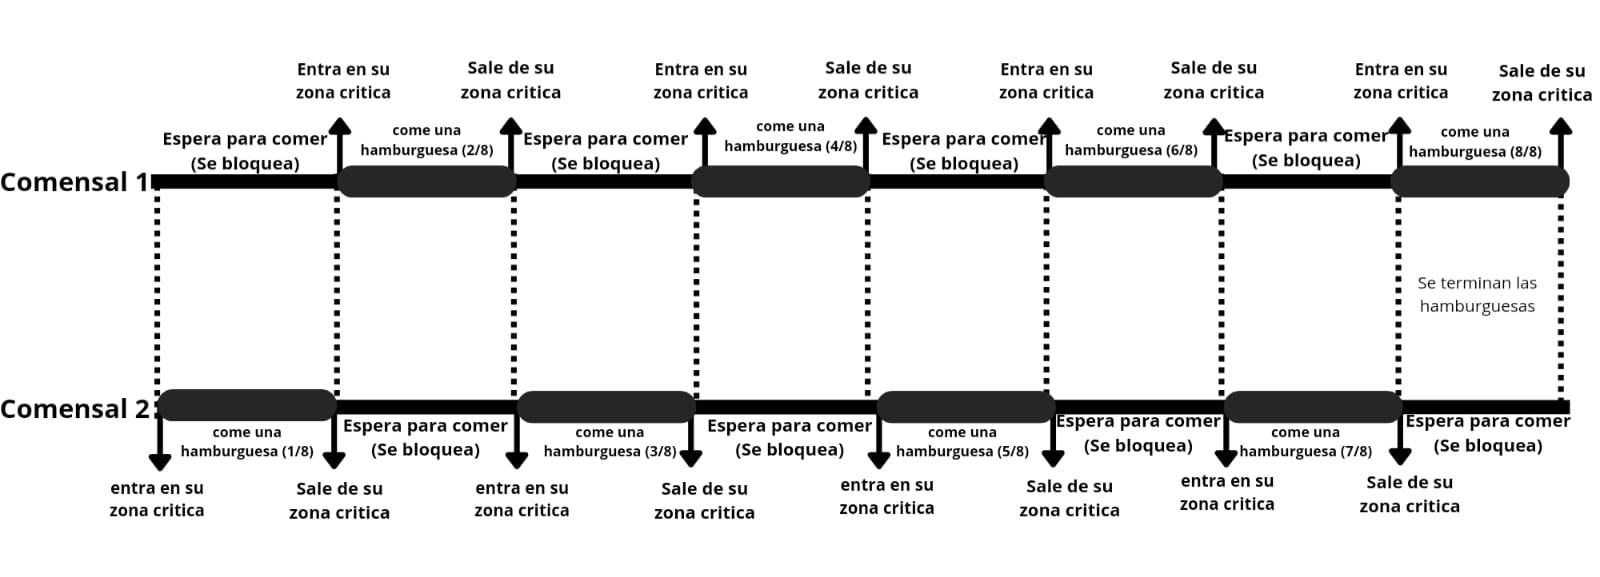 Entra en su
zona critica
Sale de su
zona critica
Entra en su
zona critica
Sale de su
zona critica
Entra en su
zona critica
Sale de su
zona critica
Entra en su
zona critica
Sale de su
zona critica
Espera para comer
(Se bloquea)
come una
hamburguesa (2/8)
Espera para comer
(Se bloquea)
come una
hamburguesa (4/8)
Espera para comer
(Se bloquea)
come una
hamburguesa (6/8)
Espera para comer
(Se bloquea)
come una
hamburguesa (8/8)
Comensal 1
Se terminan las
hamburguesas
Comensal 2
come una
hamburguesa (1/8)
Espera para comer
(Se bloquea)
come una
hamburguesa (3/8)
Espera para comer
(Se bloquea)
come una
hamburguesa (5/8)
Espera para comer
(Se bloquea)
come una
hamburguesa (7/8)
Espera para comer
(Se bloquea)
entra en su
zona critica
Sale de su
zona critica
entra en su
zona critica
Sale de su
zona critica
entra en su
zona critica
Sale de su
zona critica
entra en su
zona critica
Sale de su
zona critica